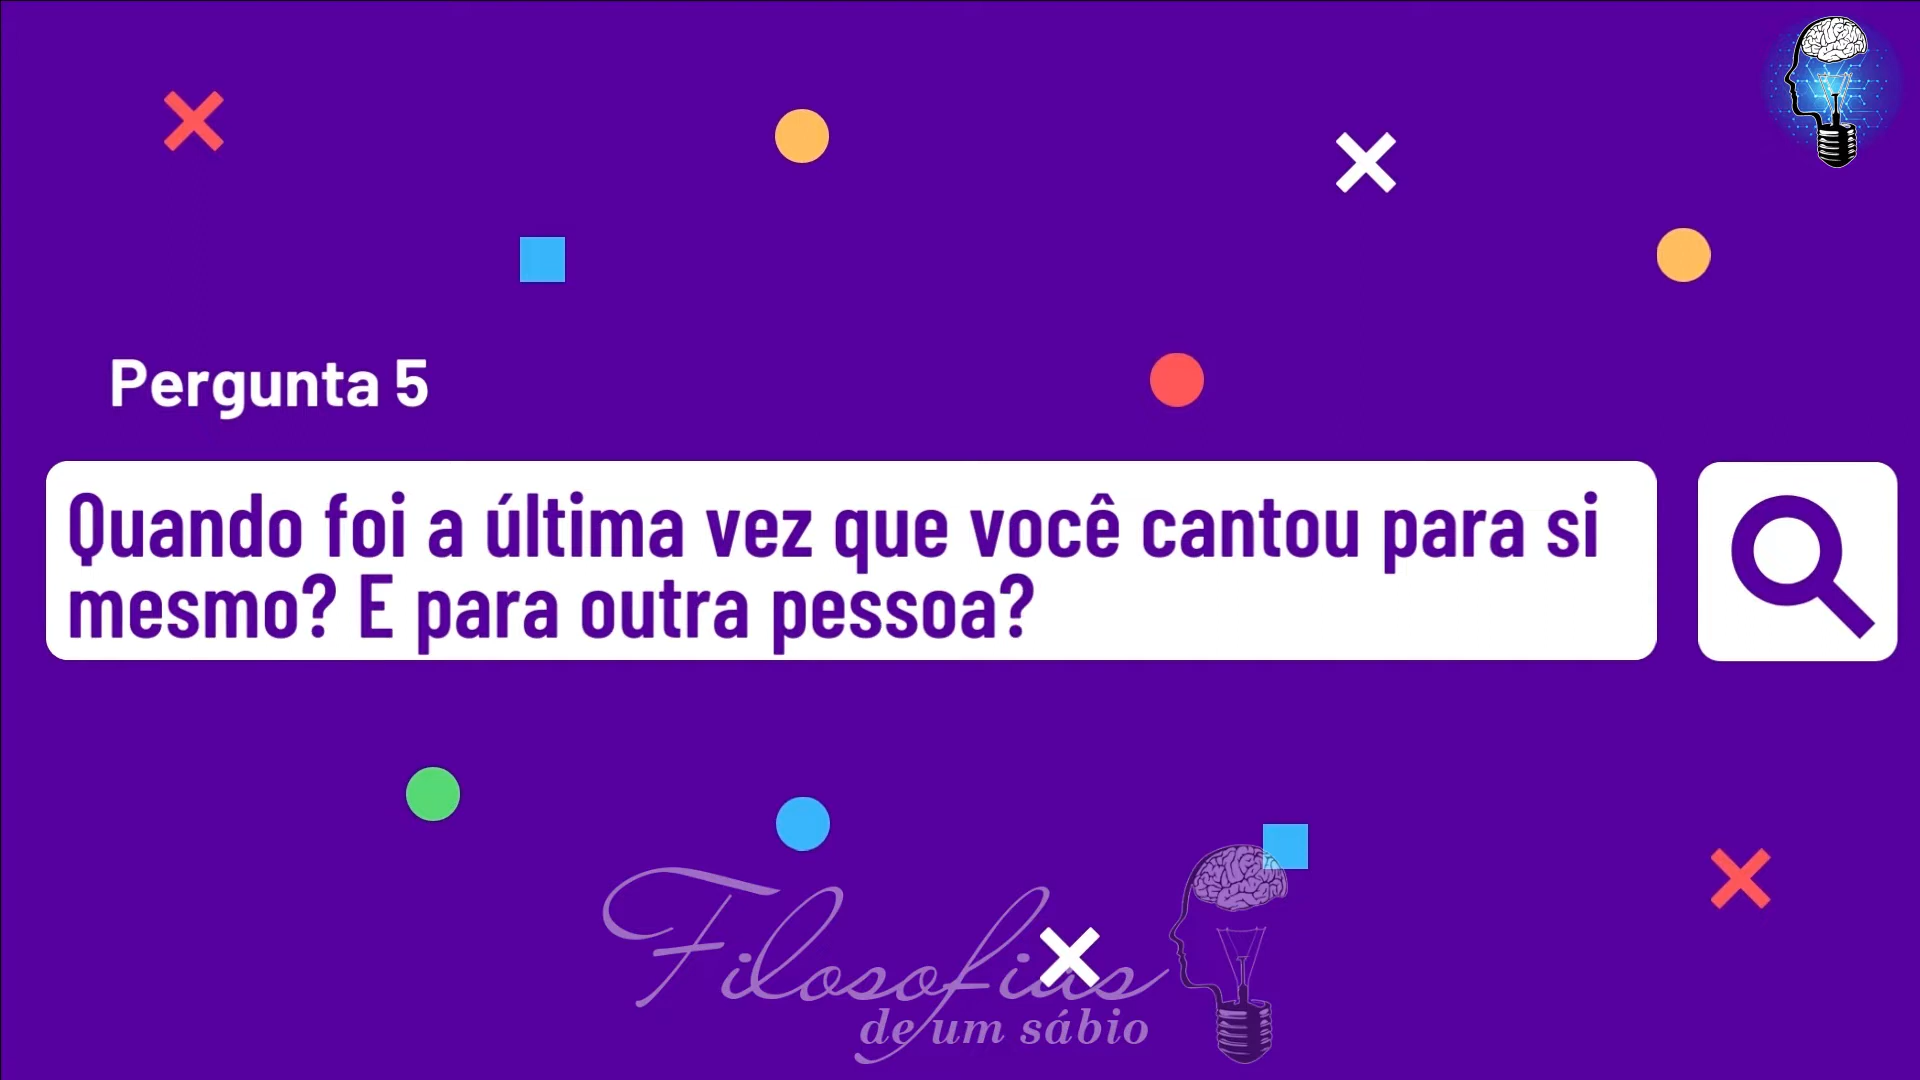 Pergunta 5
Quando foi a última vez que você cantou para si
mesmo? E para outra pessoa?
Filosofias
de um sábio